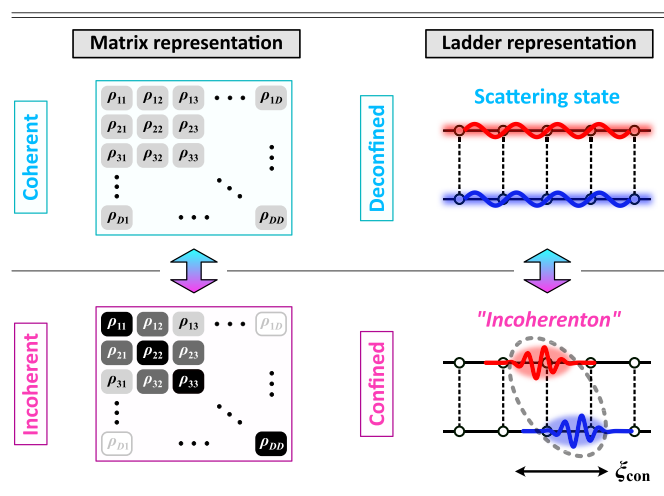 Matrix representation
Ladder representation
Coherent
ρ₁₁ ρ₁₂ ρ₁₃ • • • ρ₁D
ρ₂₁ ρ₂₂ ρ₂₃
ρ₃₁ ρ₃₂ ρ₃₃
ρD₁ • • • ρDD
Deconfined
Scattering state
Incoherent
ρ₁₁ ρ₁₂ ρ₁₃ • • • ρ₁D
ρ₂₁ ρ₂₂ ρ₂₃
ρ₃₁ ρ₃₂ ρ₃₃
ρD₁ • • • ρDD
Confined
"Incoherenton"
ξcon